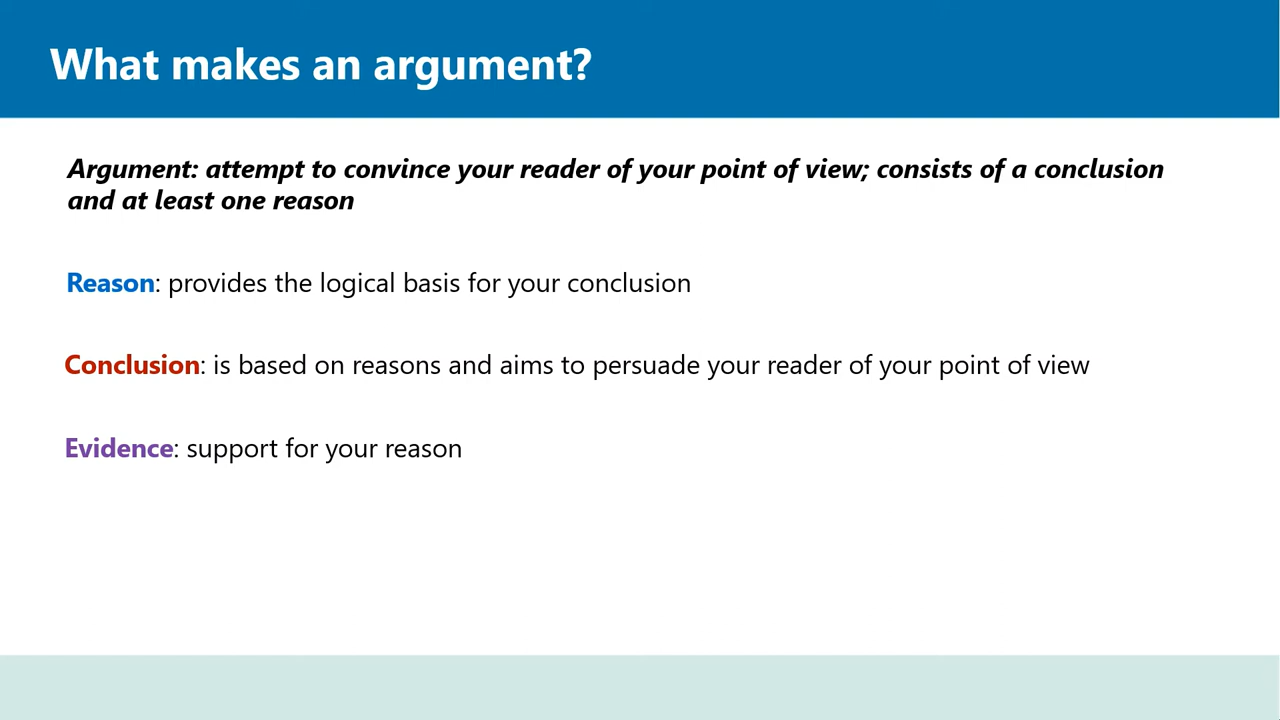 What makes an argument?
Argument: attempt to convince your reader of your point of view; consists of a conclusion
and at least one reason
Reason: provides the logical basis for your conclusion
Conclusion: is based on reasons and aims to persuade your reader of your point of view
Evidence: support for your reason